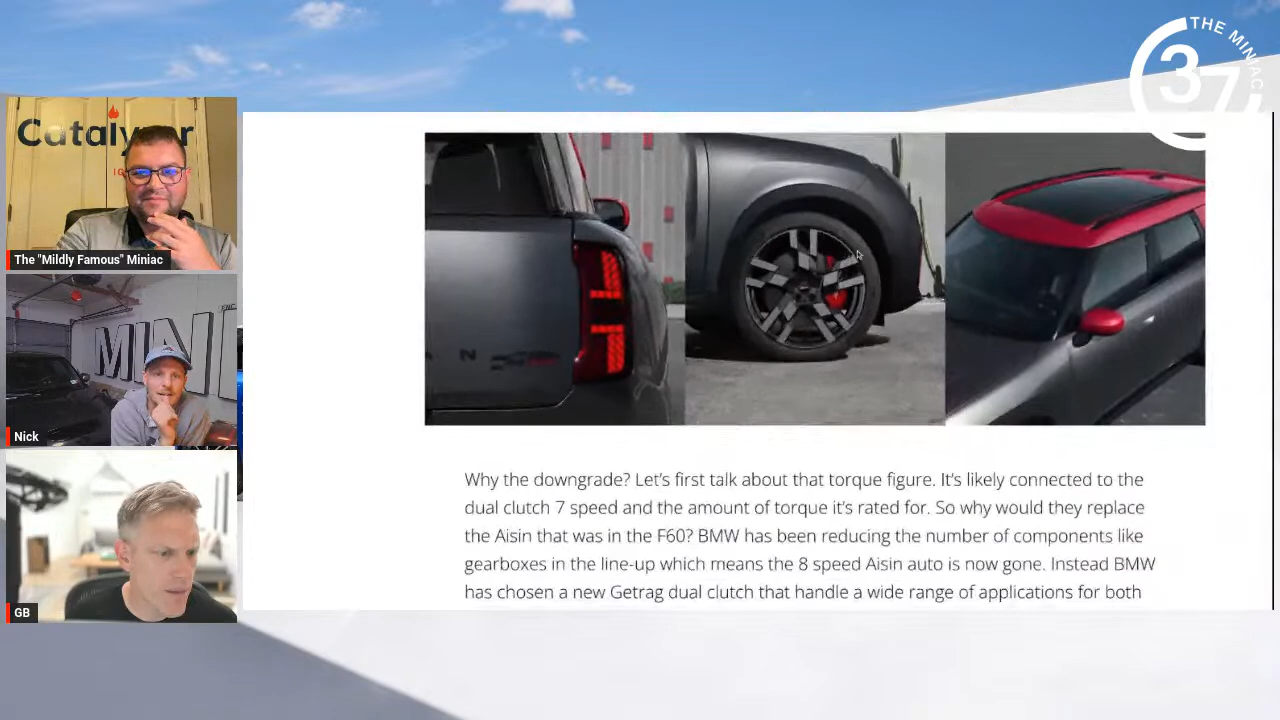 THE MINIAC
37
Catalyzr
The "Mildly Famous" Miniac
MINI
Nick
GB
A N
Why the downgrade? Let's first talk about that torque figure. It's likely connected to the
dual clutch 7 speed and the amount of torque it's rated for. So why would they replace
the Aisin that was in the F60? BMW has been reducing the number of components like
gearboxes in the line-up which means the 8 speed Aisin auto is now gone. Instead BMW
has chosen a new Getrag dual clutch that handle a wide range of applications for both